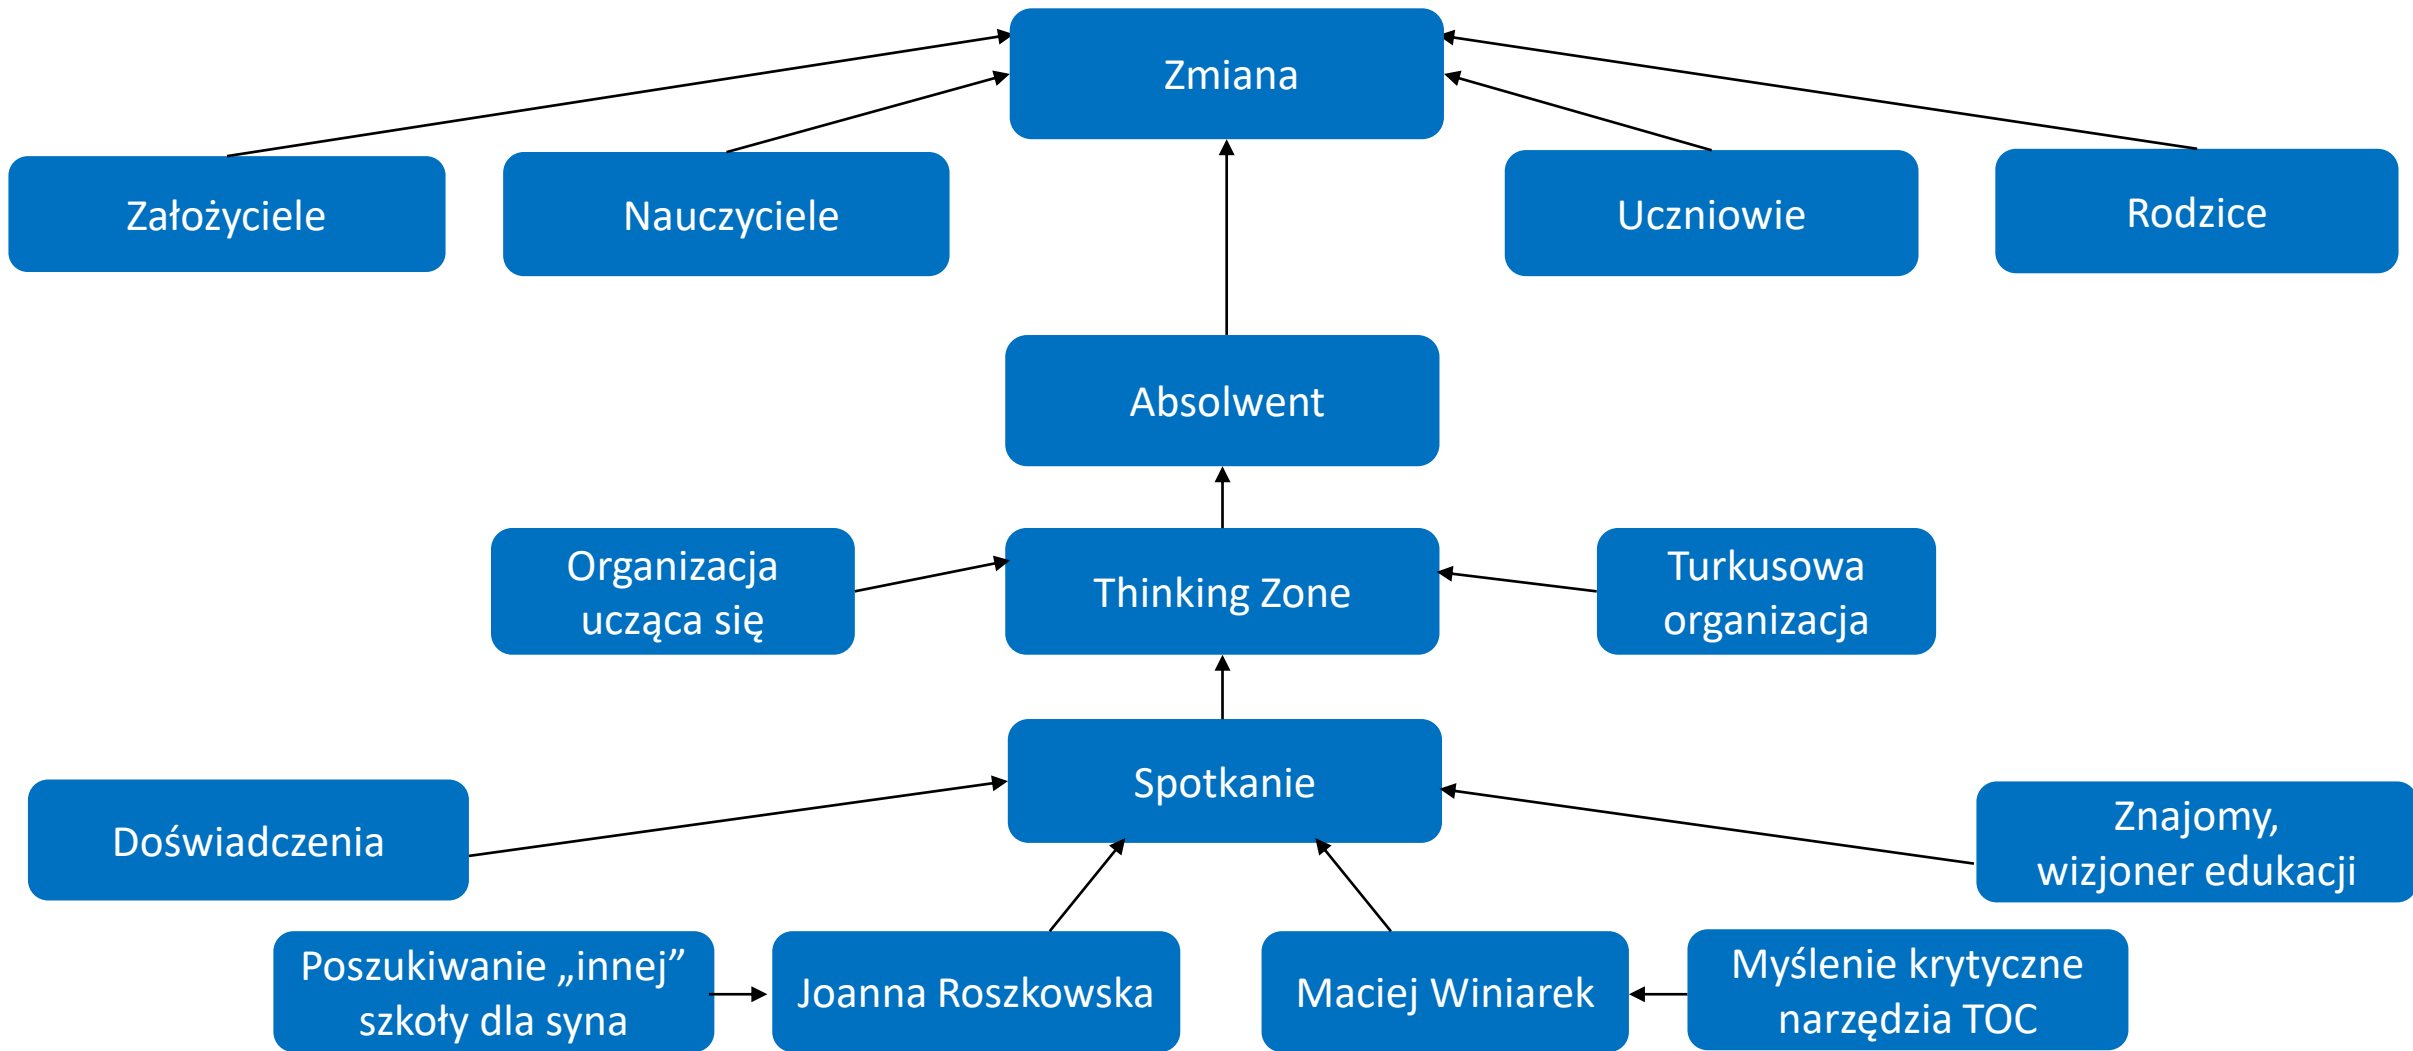 Zmiana
Założyciele
Nauczyciele
Uczniowie
Rodzice
Absolwent
Organizacja
ucząca się
Thinking Zone
Turkusowa
organizacja
Spotkanie
Doświadczenia
Znajomy,
wizjoner edukacji
Poszukiwanie „innej”
szkoły dla syna
Joanna Roszkowska
Maciej Winiarek
Myślenie krytyczne
narzędzia TOC